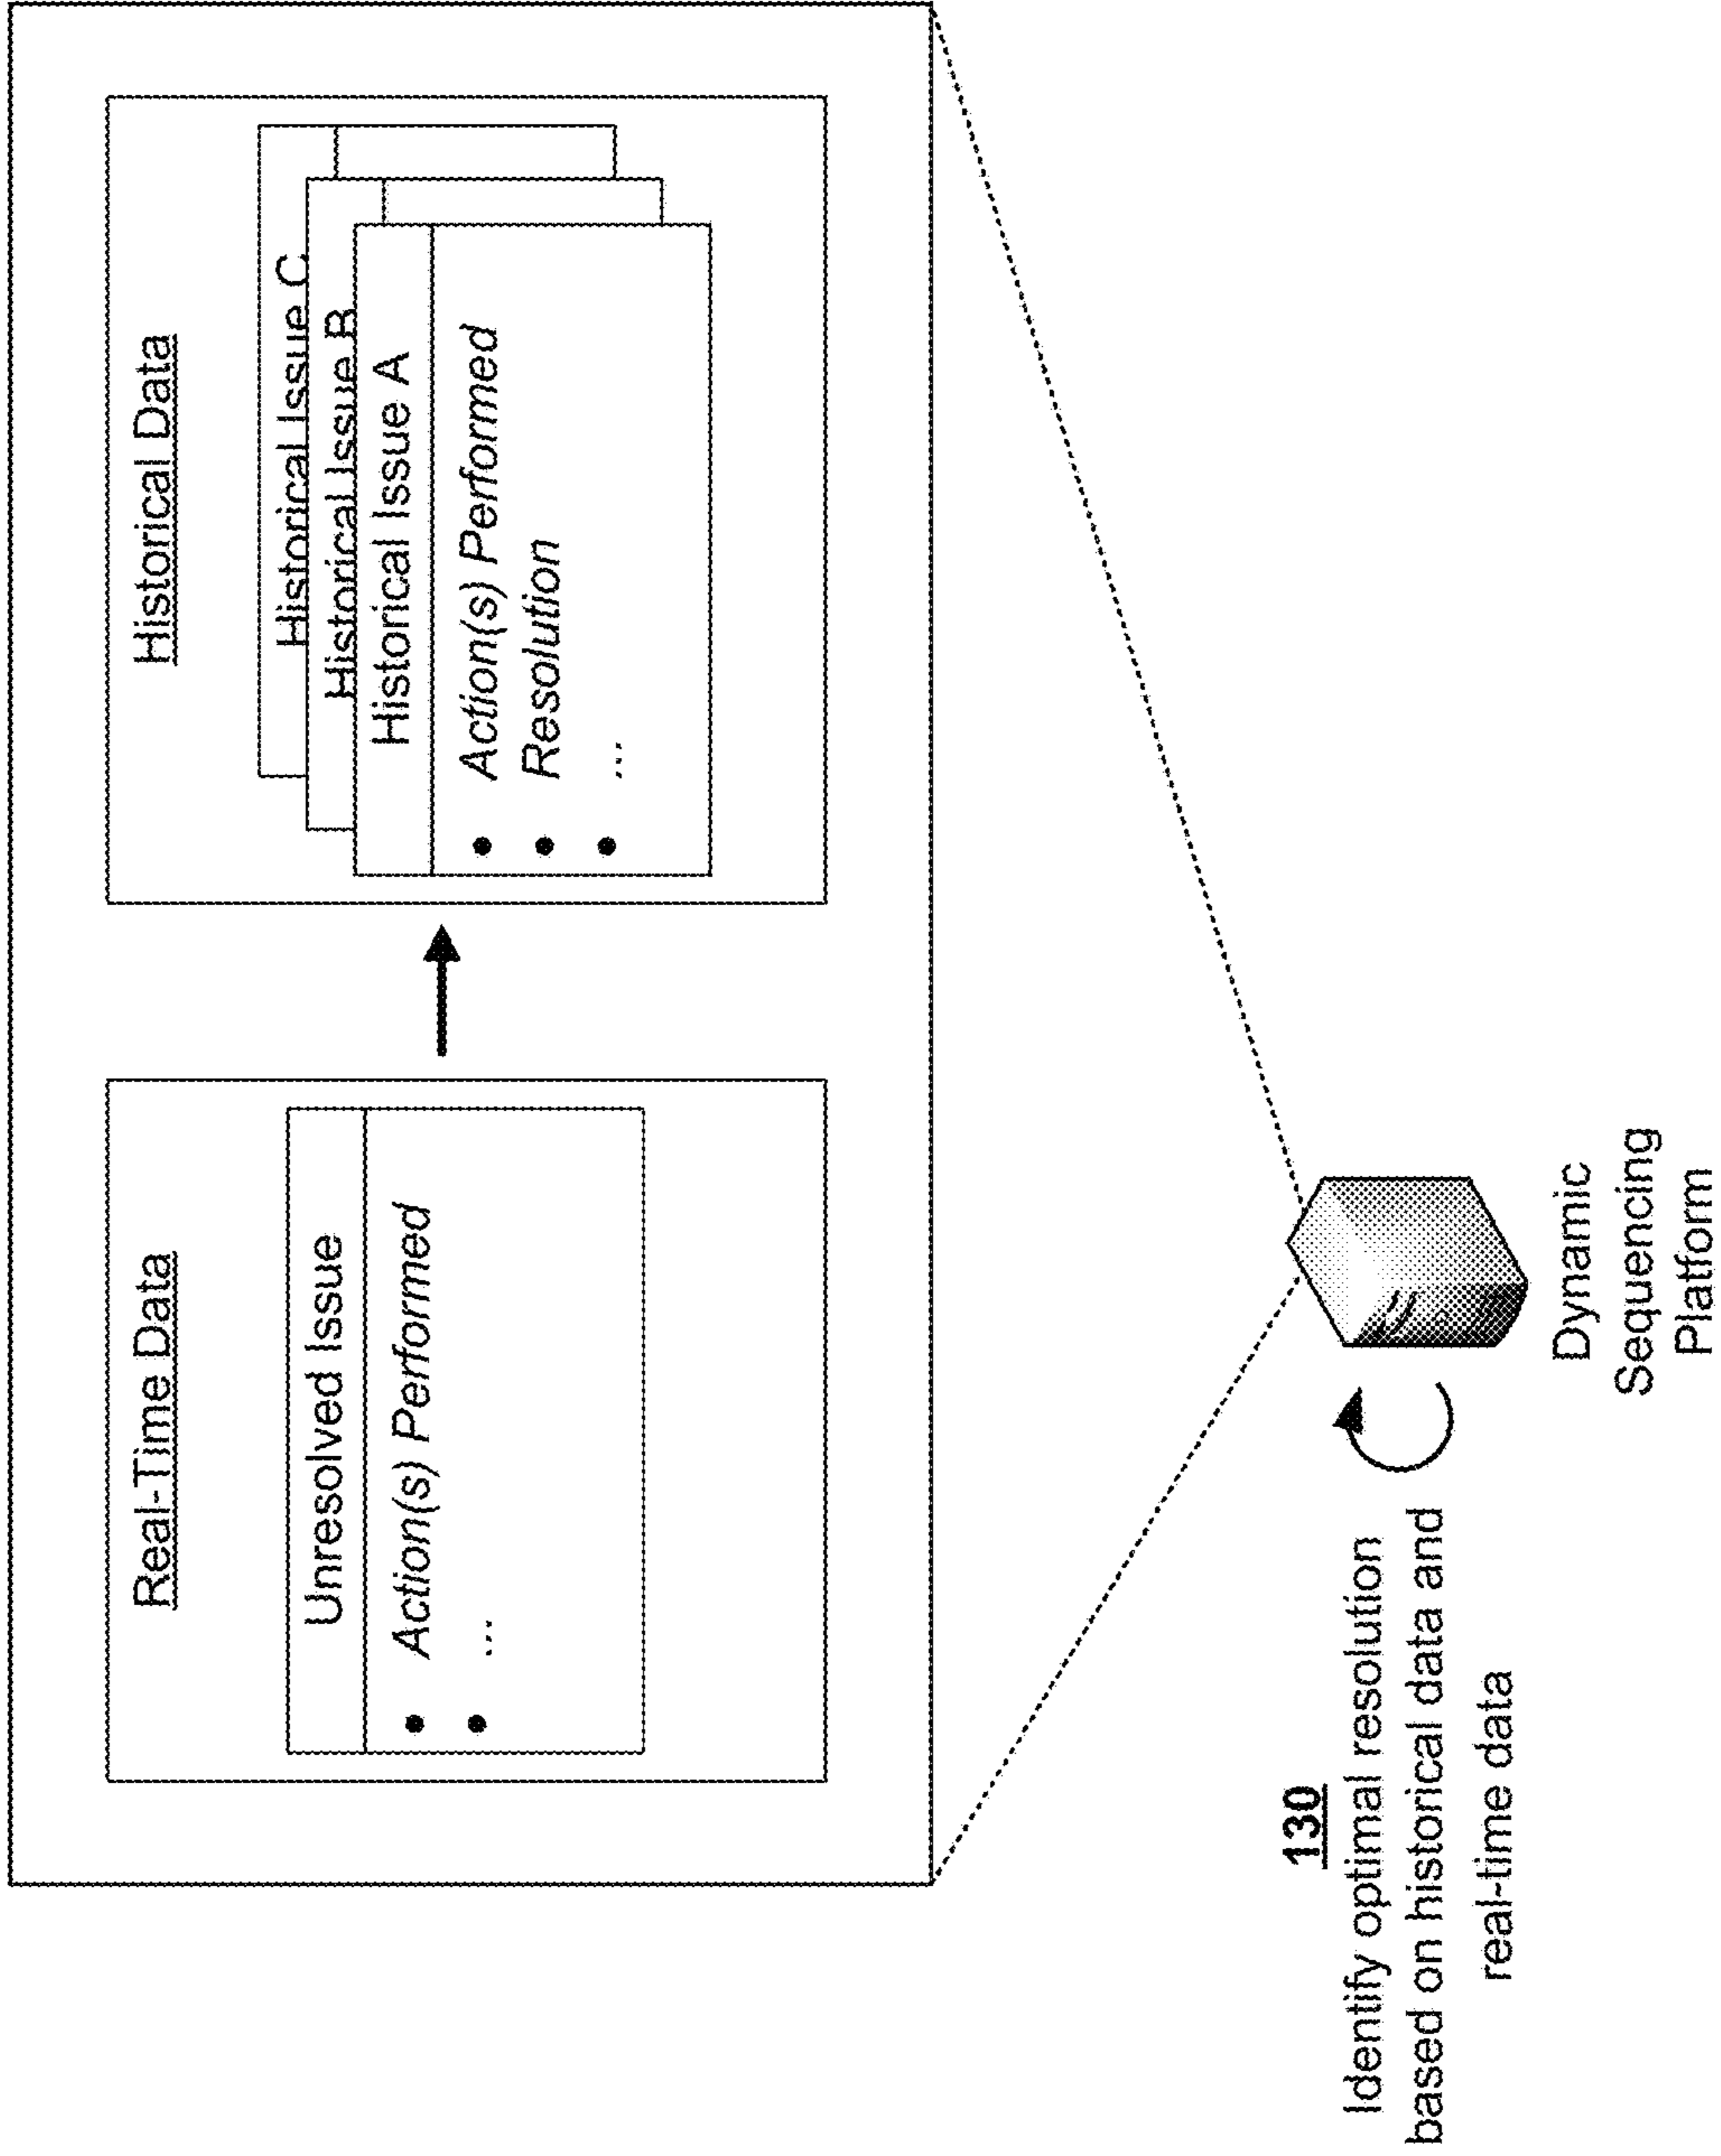 Real-Time Data
Unresolved Issue
• Action(s) Performed
• ...
Historical Data
Historical Issue C
Historical Issue B
Historical Issue A
• Action(s) Performed
• Resolution
• ...
130
Identify optimal resolution
based on historical data and
real-time data
Dynamic
Sequencing
Platform